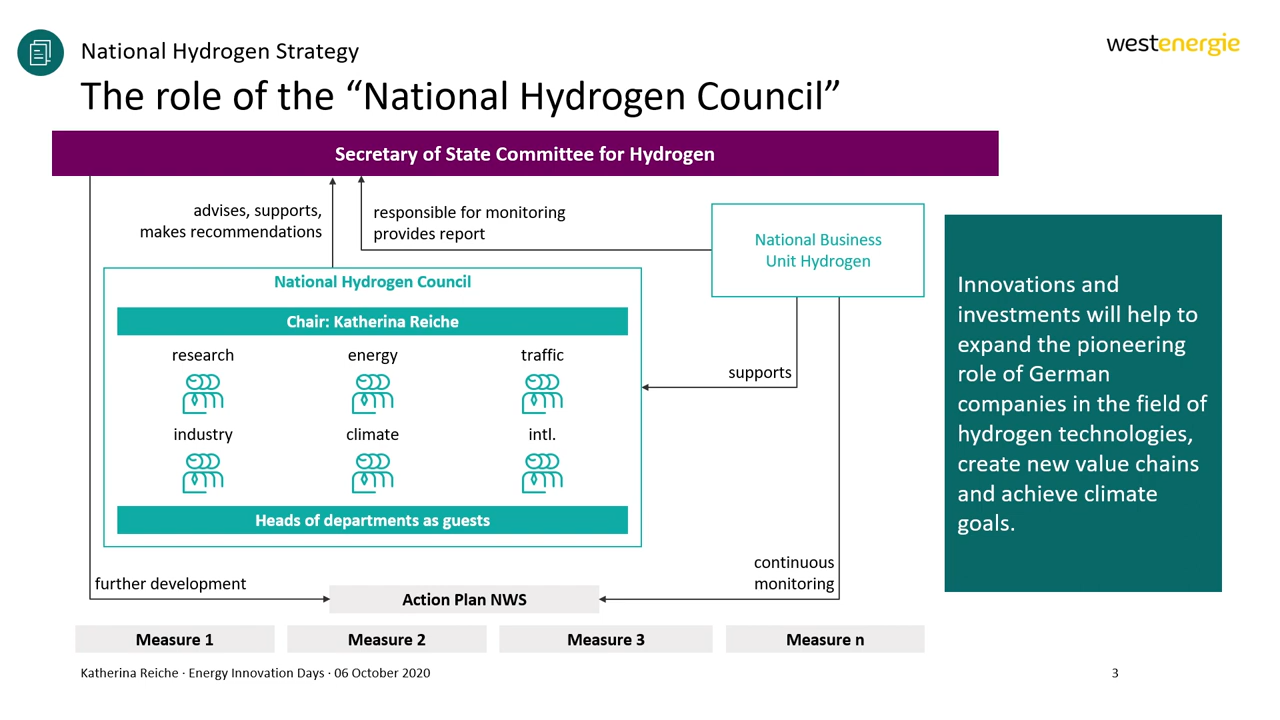 National Hydrogen Strategy
westenergie
The role of the “National Hydrogen Council”
Secretary of State Committee for Hydrogen
advises, supports,
makes recommendations
responsible for monitoring
provides report
National Business
Unit Hydrogen
National Hydrogen Council
Chair: Katherina Reiche
research
energy
traffic
industry
climate
intl.
Heads of departments as guests
supports
continuous
monitoring
further development
Action Plan NWS
Measure 1
Measure 2
Measure 3
Measure n
Innovations and
investments will help to
expand the pioneering
role of German
companies in the field of
hydrogen technologies,
create new value chains
and achieve climate
goals.
Katherina Reiche · Energy Innovation Days · 06 October 2020
3